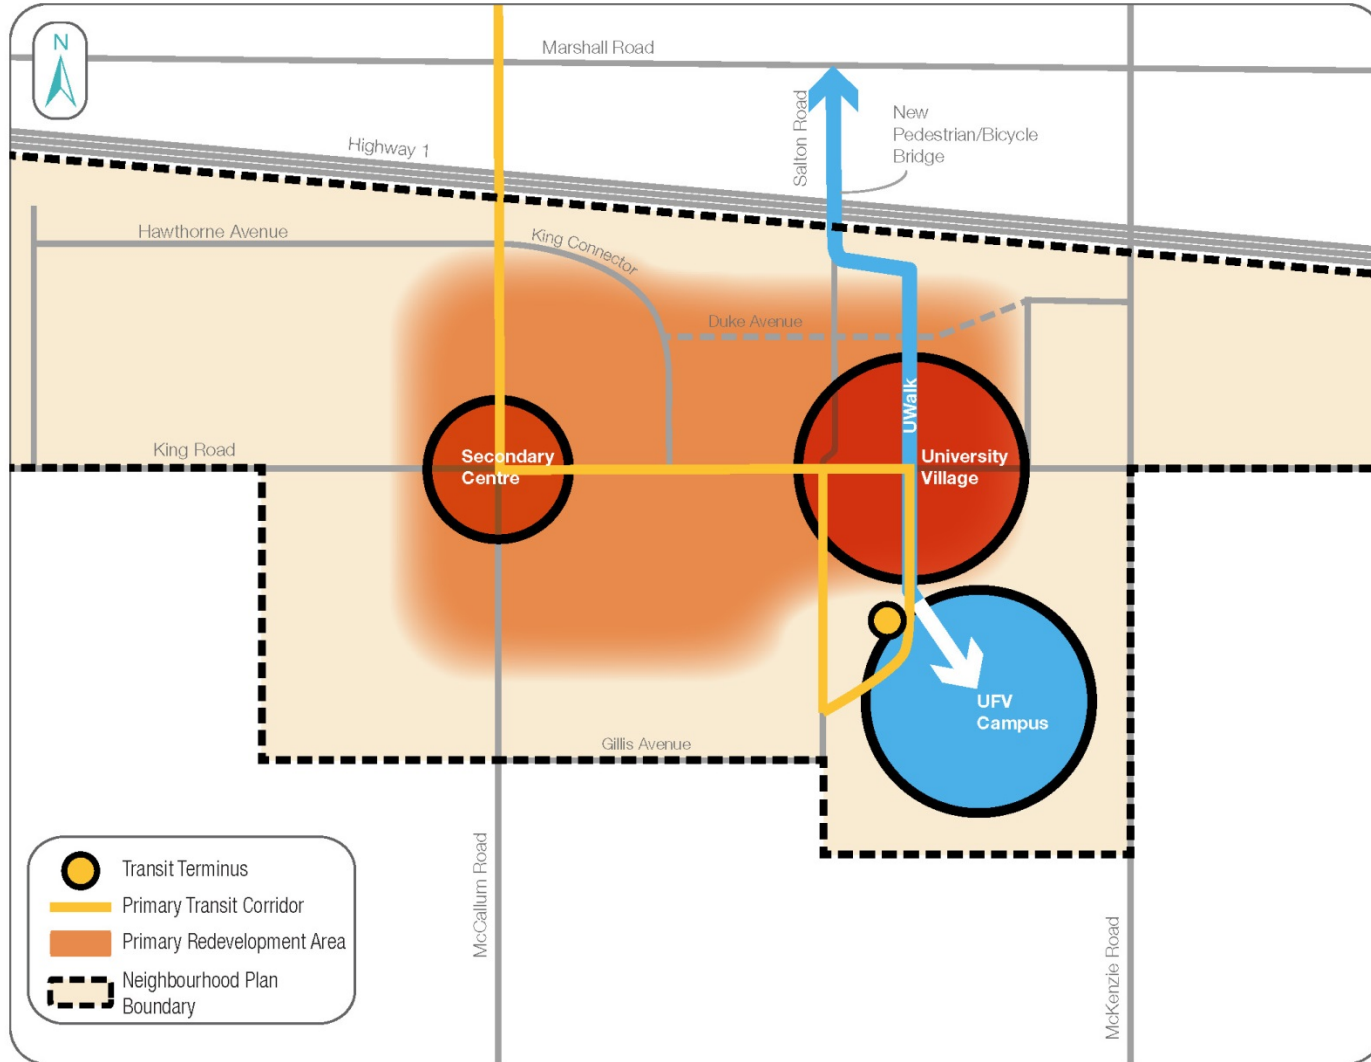 N
Marshall Road
Salton Road
New
Pedestrian/Bicycle
Bridge
Highway 1
Hawthorne Avenue
King Connector
Duke Avenue
UWalk
King Road
Secondary
Centre
University
Village
UFV
Campus
Gillis Avenue
McCallum Road
McKenzie Road
Transit Terminus
Primary Transit Corridor
Primary Redevelopment Area
Neighbourhood Plan
Boundary